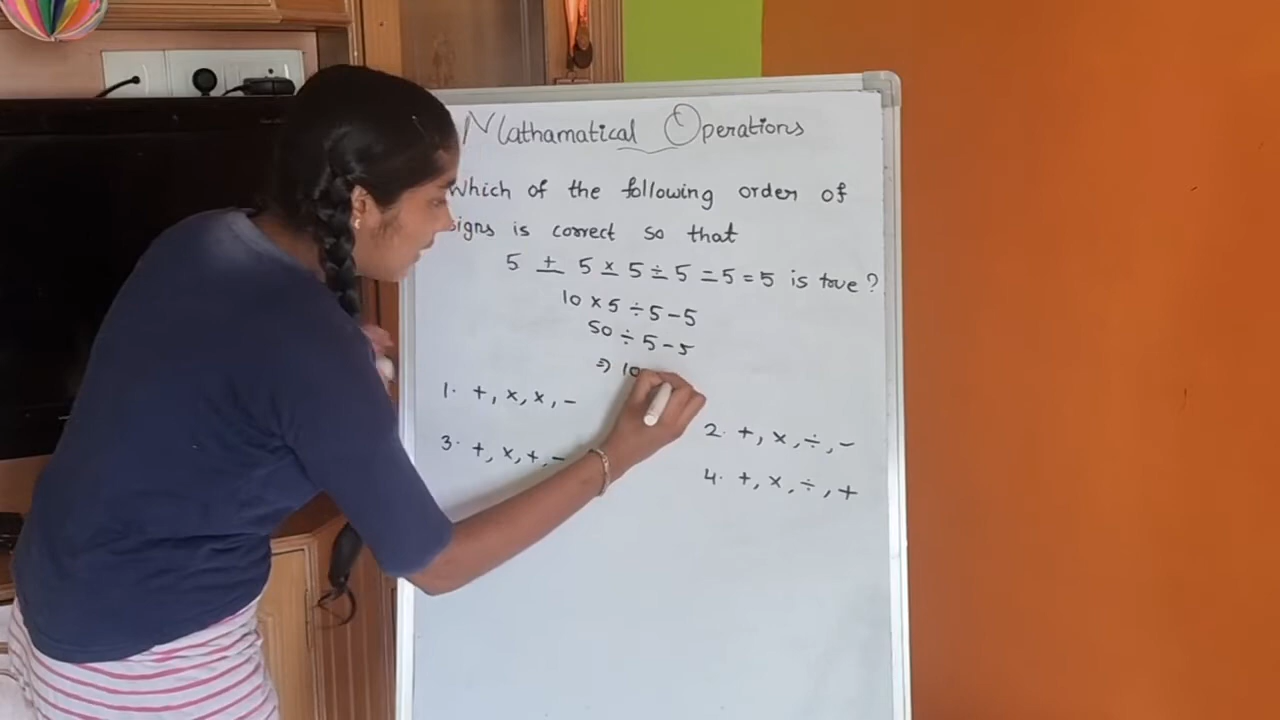 Mathamatical Operations
Which of the following order of
signs is correct so that
5 + 5 × 5 ÷ 5 - 5 = 5 is true?
10 × 5 ÷ 5 - 5
50 ÷ 5 - 5
⇒ 10
1. +, ×, ×, -
2. +, ×, ÷, -
3. +, ×, +, -
4. +, ×, ÷, +